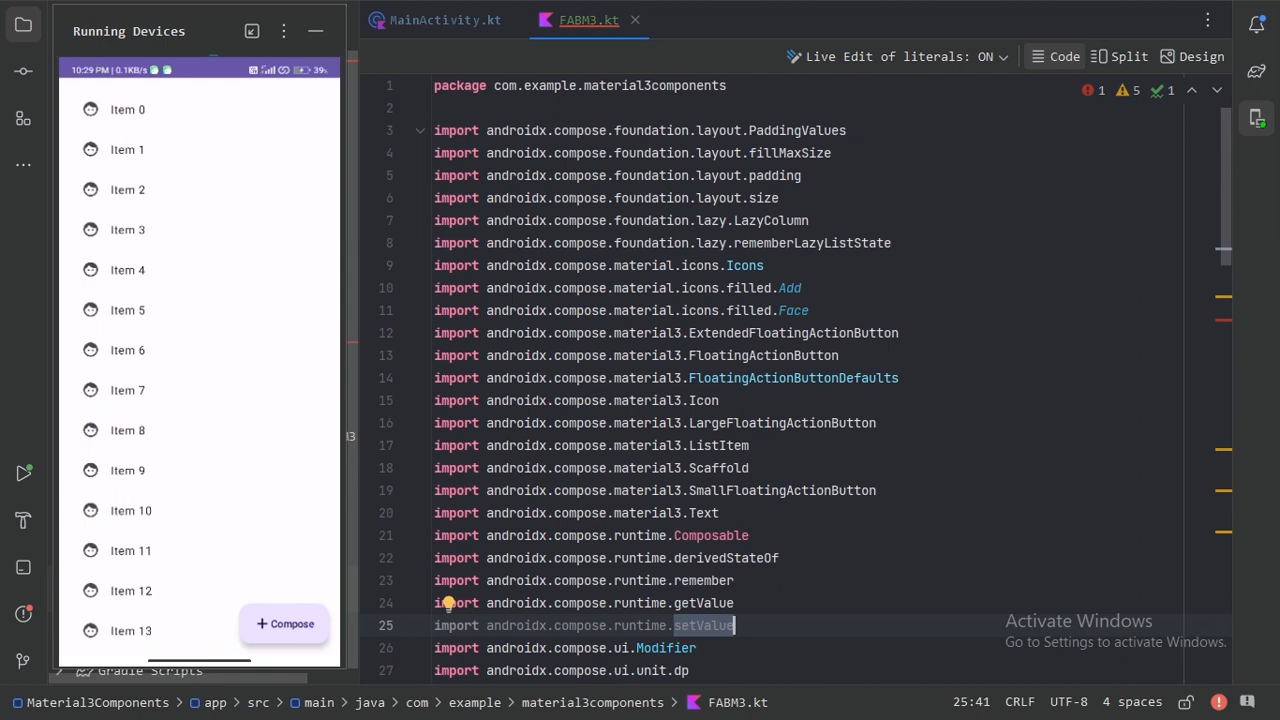 Running Devices
10:29 PM | 0.1KB/s
39%
Item 0
Item 1
Item 2
Item 3
Item 4
Item 5
Item 6
Item 7
Item 8
Item 9
Item 10
Item 11
Item 12
Item 13
+ Compose
Gradle Scripts
MainActivity.kt
FABM3.kt
Live Edit of literals: ON
Code
Split
Design
1 5 1
1 package com.example.material3components
2
3 import androidx.compose.foundation.layout.PaddingValues
4 import androidx.compose.foundation.layout.fillMaxSize
5 import androidx.compose.foundation.layout.padding
6 import androidx.compose.foundation.layout.size
7 import androidx.compose.foundation.lazy.LazyColumn
8 import androidx.compose.foundation.lazy.rememberLazyListState
9 import androidx.compose.material.icons.Icons
10 import androidx.compose.material.icons.filled.Add
11 import androidx.compose.material.icons.filled.Face
12 import androidx.compose.material3.ExtendedFloatingActionButton
13 import androidx.compose.material3.FloatingActionButton
14 import androidx.compose.material3.FloatingActionButtonDefaults
15 import androidx.compose.material3.Icon
16 import androidx.compose.material3.LargeFloatingActionButton
17 import androidx.compose.material3.ListItem
18 import androidx.compose.material3.Scaffold
19 import androidx.compose.material3.SmallFloatingActionButton
20 import androidx.compose.material3.Text
21 import androidx.compose.runtime.Composable
22 import androidx.compose.runtime.derivedStateOf
23 import androidx.compose.runtime.remember
24 import androidx.compose.runtime.getValue
25 import androidx.compose.runtime.setValue
26 import androidx.compose.ui.Modifier
27 import androidx.compose.ui.unit.dp
Activate Windows
Go to Settings to activate Windows.
Material3Components > app > src > main > java > com > example > material3components > FABM3.kt
25:41 CRLF UTF-8 4 spaces